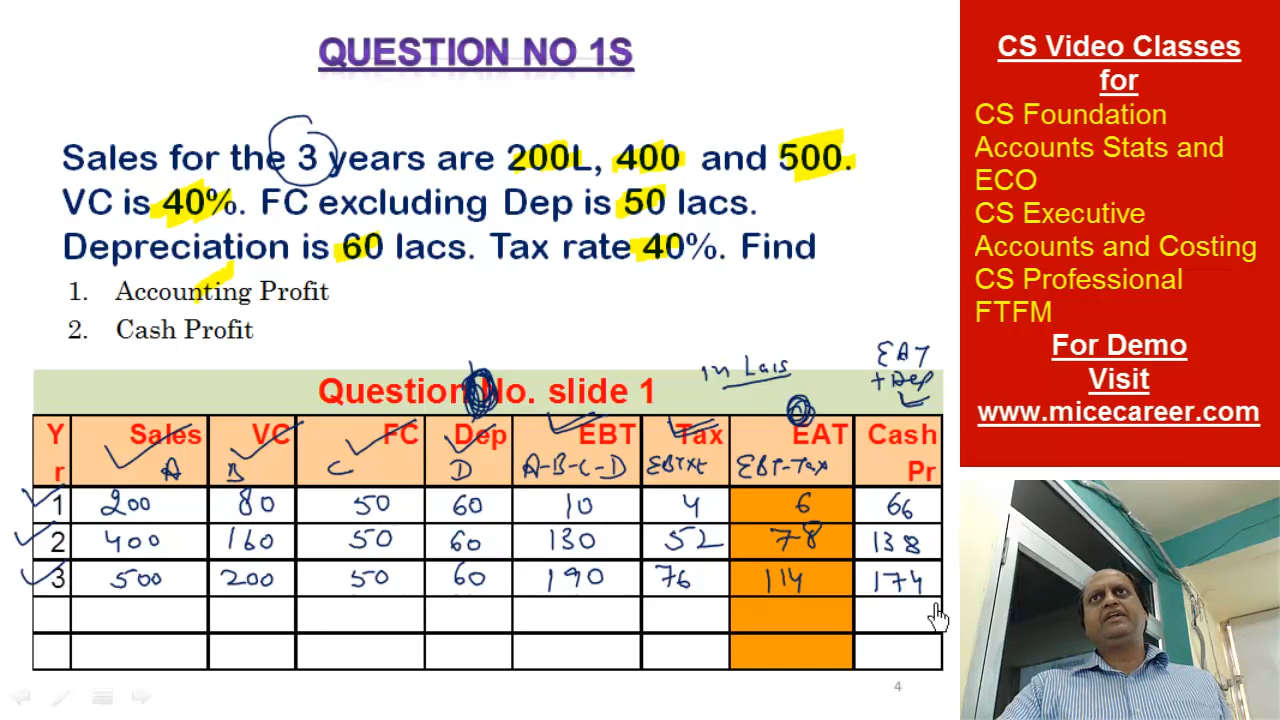 QUESTION NO 1S
Sales for the 3 years are 200L, 400 and 500.
VC is 40%. FC excluding Dep is 50 lacs.
Depreciation is 60 lacs. Tax rate 40%. Find
1. Accounting Profit
2. Cash Profit
EAT
+ Dep
in Lacs
Question No. slide 1
Yr Sales VC FC Dep EBT Tax EAT Cash Pr
A B C D A-B-C-D EBTxt EBT-Tax
1 200 80 50 60 10 4 6 66
2 400 160 50 60 130 52 78 138
3 500 200 50 60 190 76 114 174
4
CS Video Classes
for
CS Foundation
Accounts Stats and
ECO
CS Executive
Accounts and Costing
CS Professional
FTFM
For Demo
Visit
www.micecareer.com